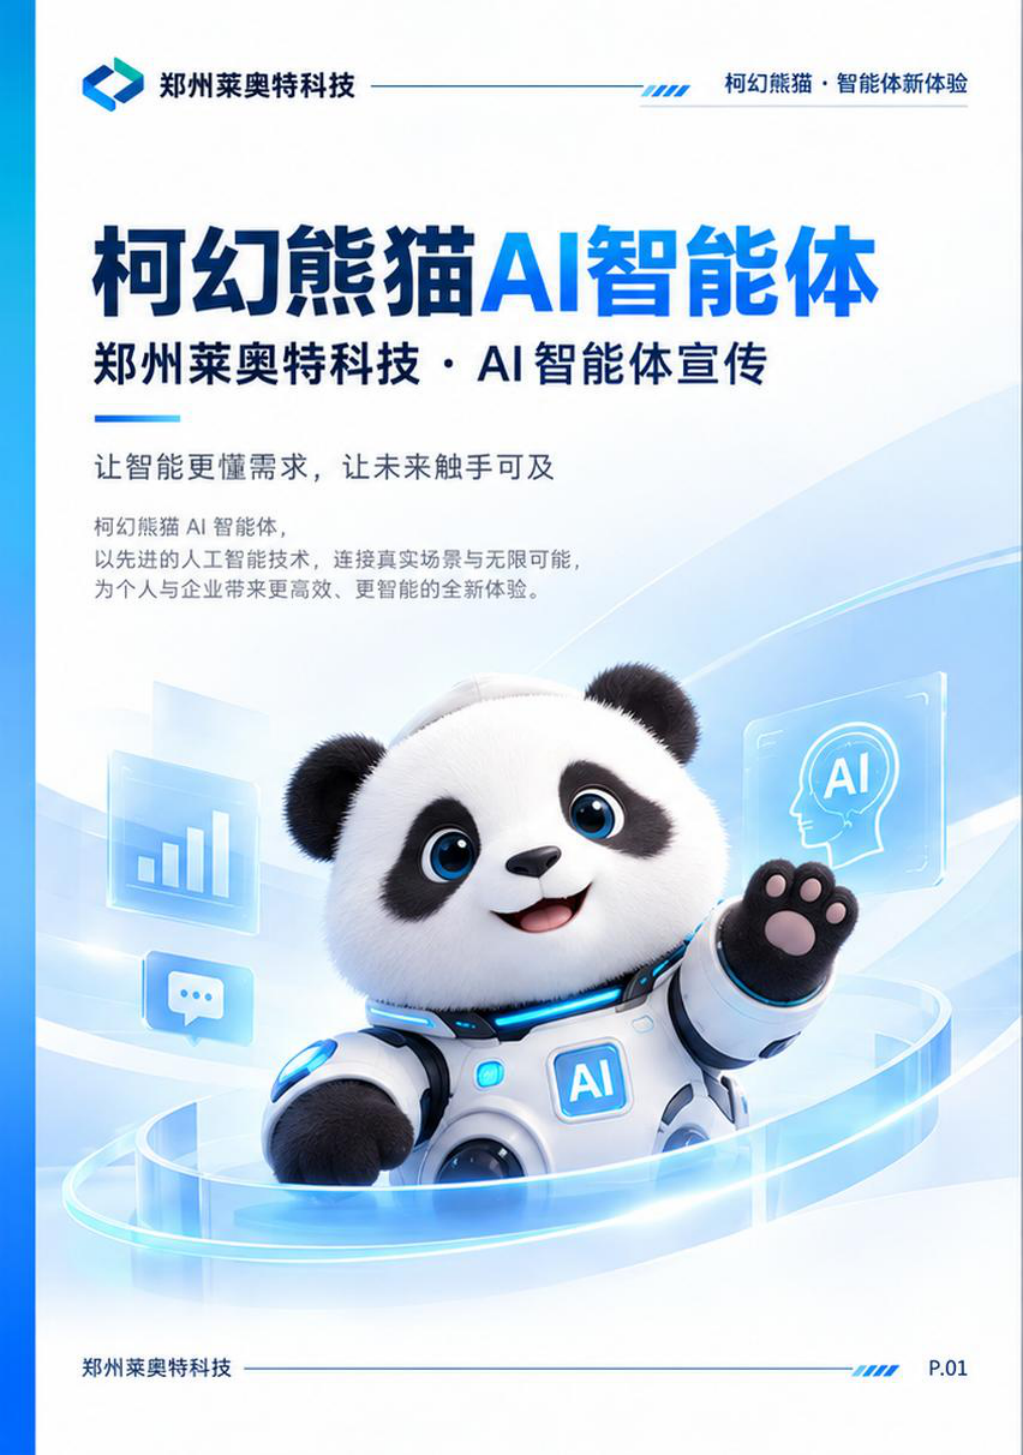 郑州莱奥特科技
柯幻熊猫·智能体新体验
柯幻熊猫AI智能体
郑州莱奥特科技·AI智能体宣传
让智能更懂需求，让未来触手可及
柯幻熊猫 AI 智能体，
以先进的人工智能技术，连接真实场景与无限可能，
为个人与企业带来更高效、更智能的全新体验。
AI
AI
郑州莱奥特科技
P.01